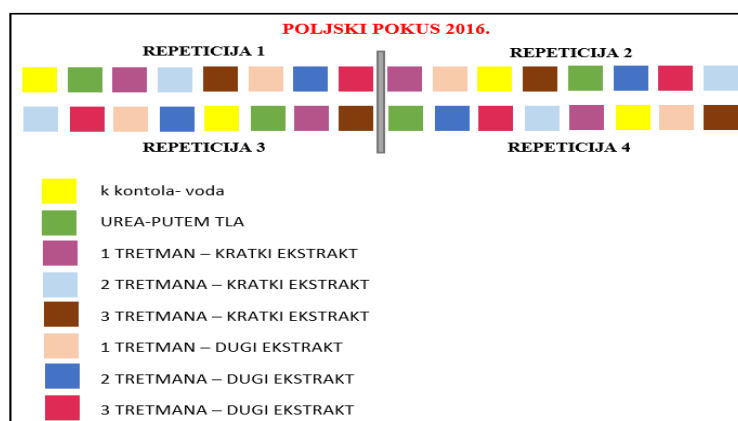 POLJSKI POKUS 2016.
REPETICIJA 1
REPETICIJA 2
REPETICIJA 3
REPETICIJA 4
k kontola- voda
UREA-PUTEM TLA
1 TRETMAN – KRATKI EKSTRAKT
2 TRETMANA – KRATKI EKSTRAKT
3 TRETMANA – KRATKI EKSTRAKT
1 TRETMAN – DUGI EKSTRAKT
2 TRETMANA – DUGI EKSTRAKT
3 TRETMANA – DUGI EKSTRAKT